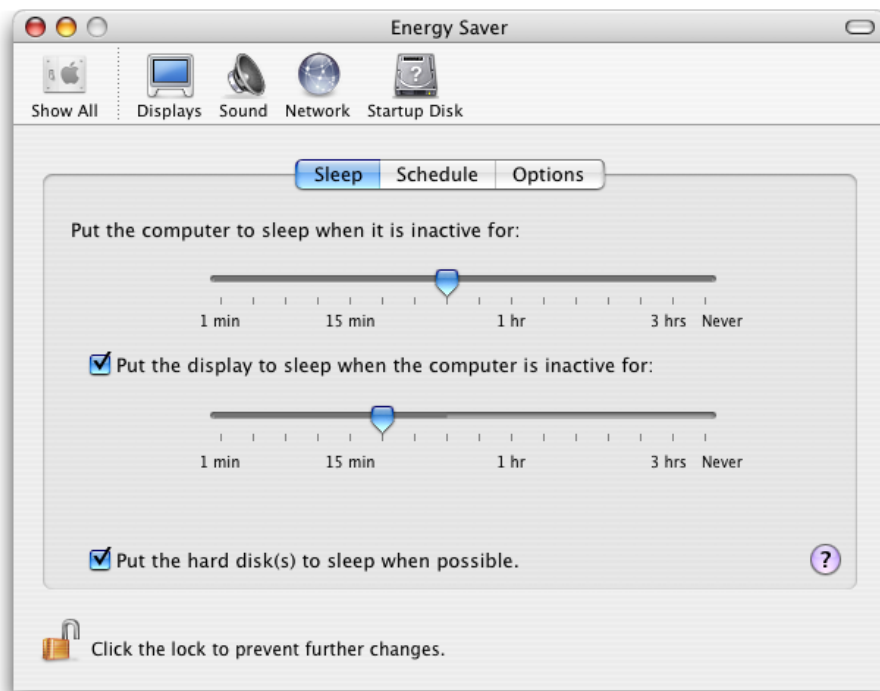 Energy Saver
Show All Displays Sound Network Startup Disk
Sleep Schedule Options
Put the computer to sleep when it is inactive for:
1 min 15 min 1 hr 3 hrs Never
Put the display to sleep when the computer is inactive for:
1 min 15 min 1 hr 3 hrs Never
Put the hard disk(s) to sleep when possible. ?
Click the lock to prevent further changes.